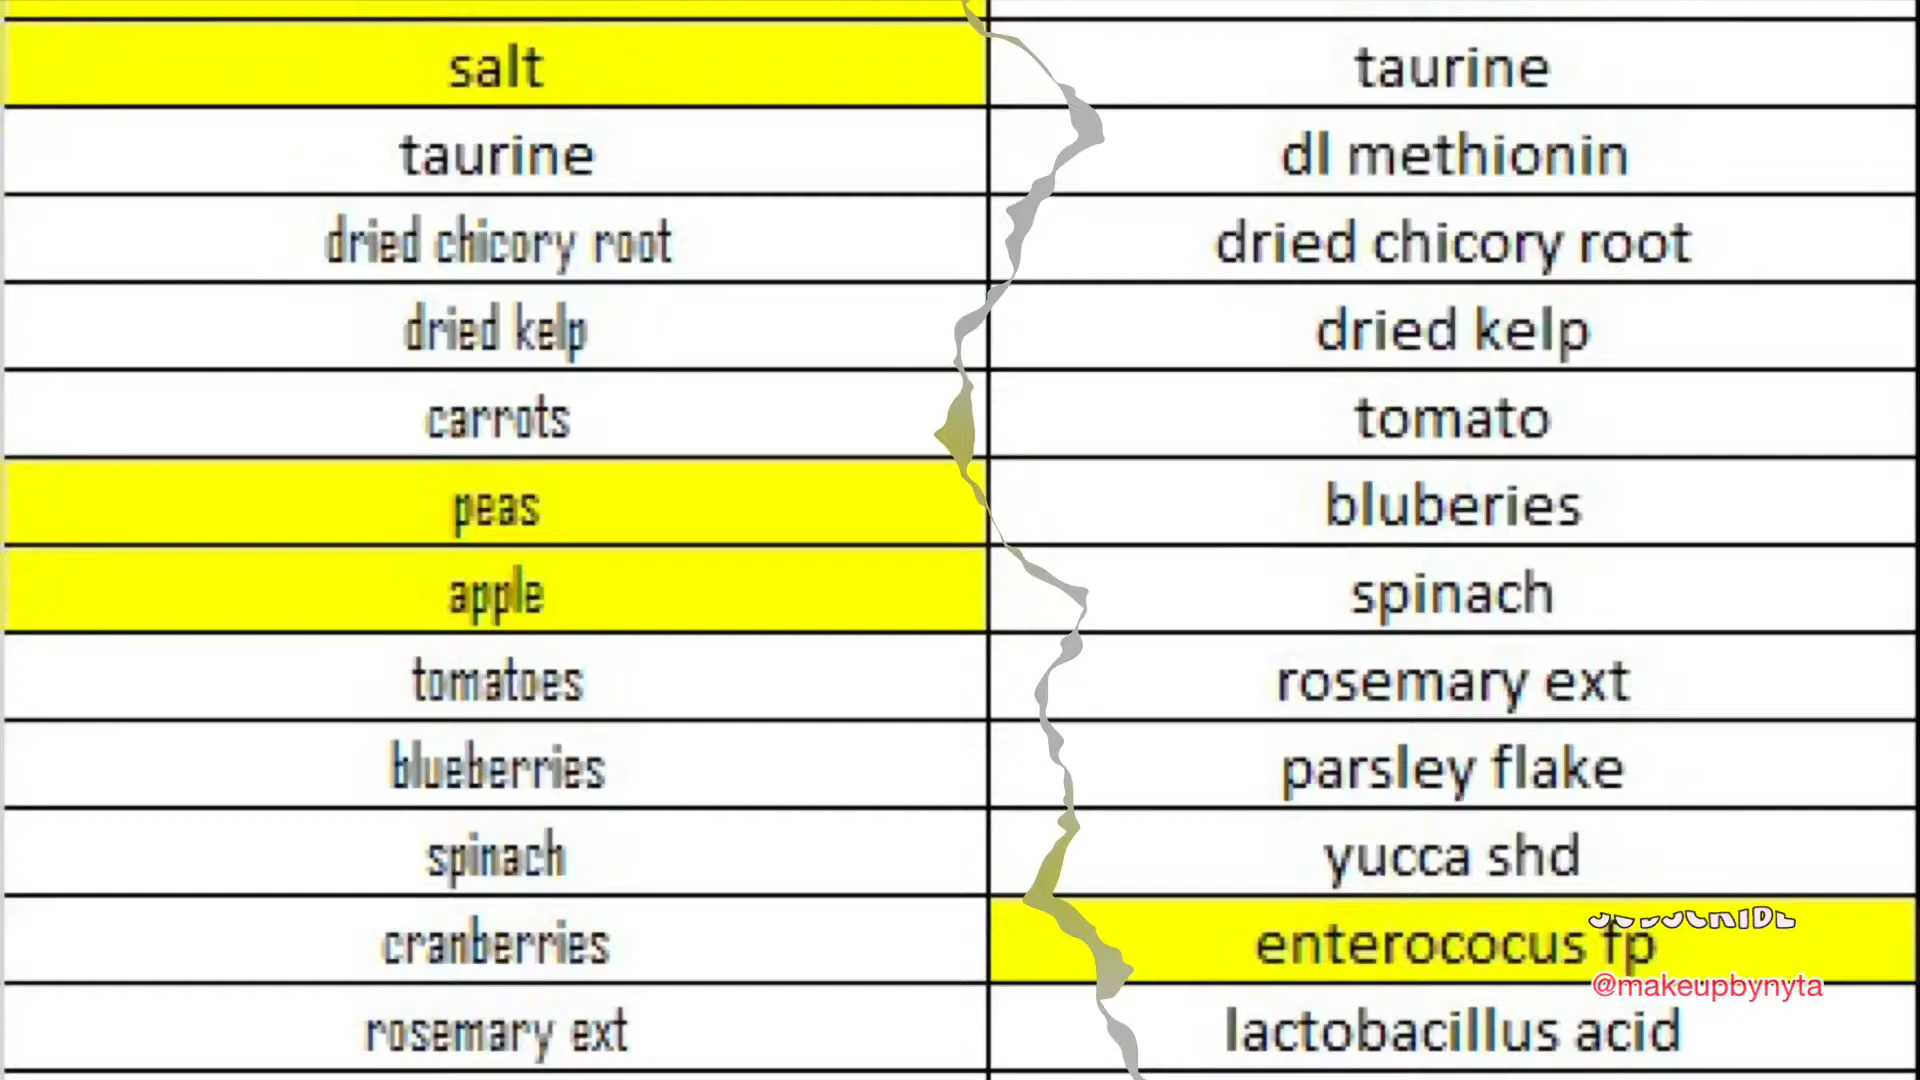 salt taurine
taurine dl methionin
dried chicory root dried chicory root
dried kelp dried kelp
carrots tomato
peas bluberies
apple spinach
tomatoes rosemary ext
blueberries parsley flake
spinach yucca shd
SUBSCRIBE
cranberries enterococus fp
@makeupbynyta
rosemary ext lactobacillus acid